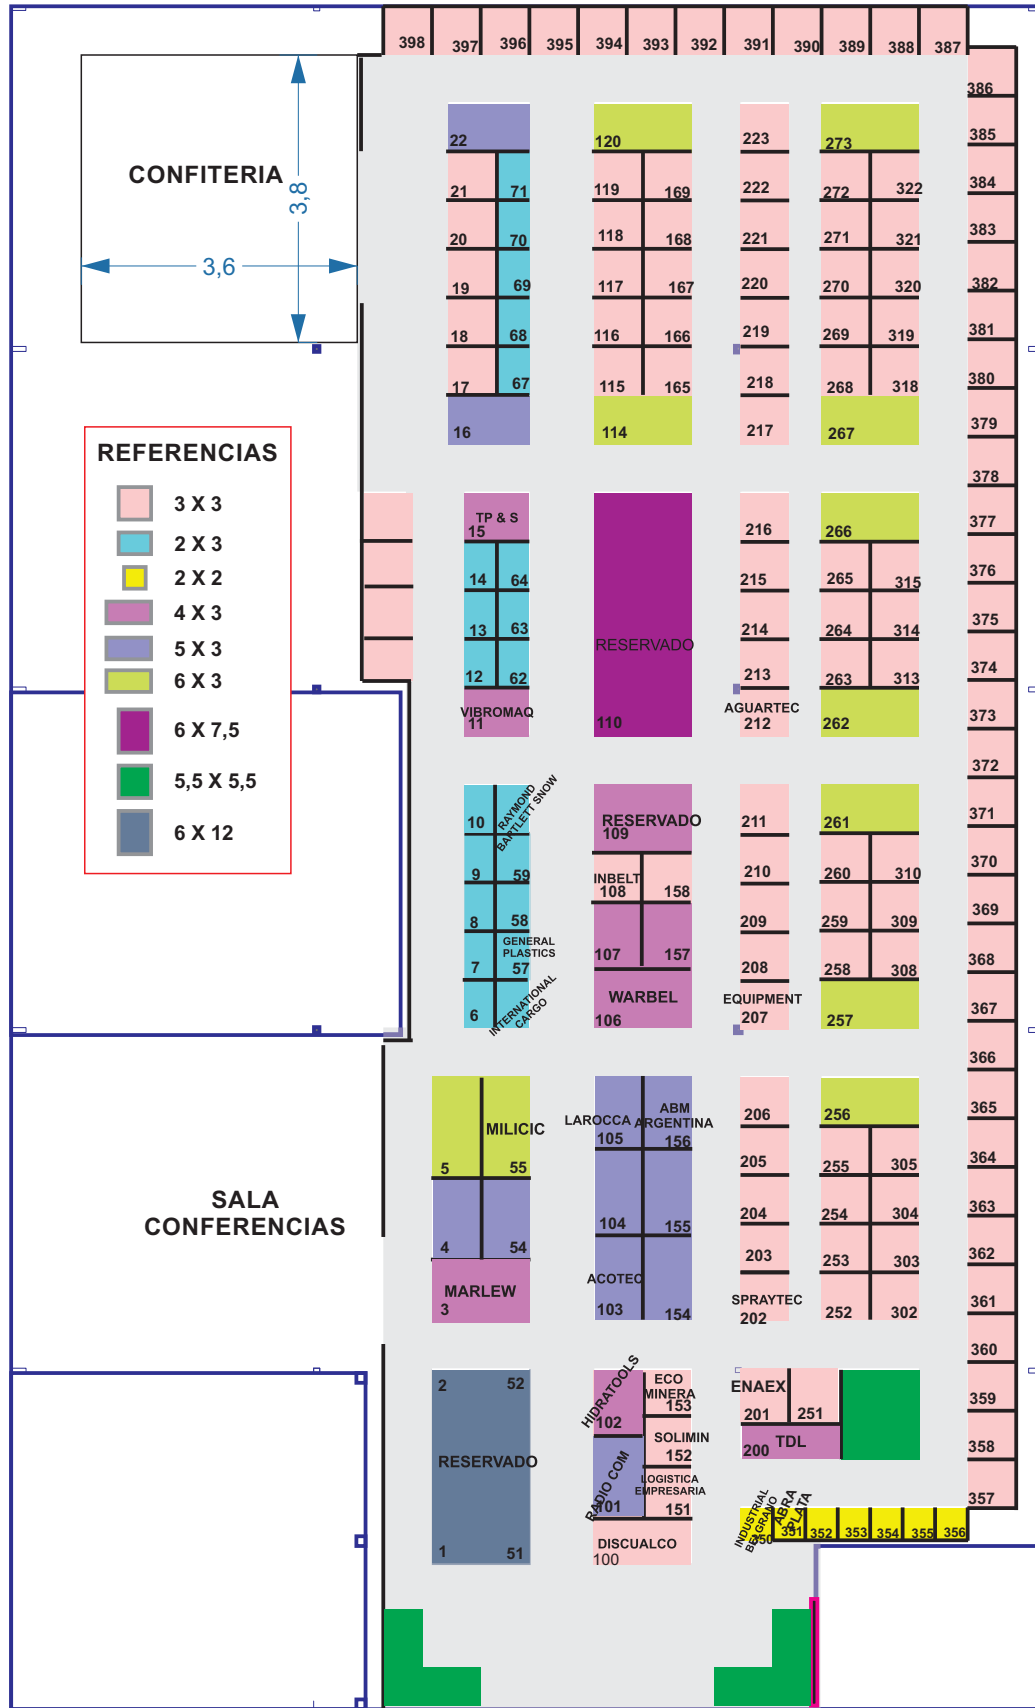 398 397 396 395 394 393 392 391 390 389 388 387
386
385
384
383
382
381
380
379
378
377
376
375
374
373
372
371
370
369
368
367
366
365
364
363
362
361
360
359
358
357
CONFITERIA
3,8
3,6
22
21 71
20 70
19 69
18 68
17 67
16
120
119 169
118 168
117 167
116 166
115 165
114
223
222
221
220
219
218
217
273
272 322
271 321
270 320
269 319
268 318
267
REFERENCIAS
3 X 3
2 X 3
2 X 2
4 X 3
5 X 3
6 X 3
6 X 7,5
5,5 X 5,5
6 X 12
TP & S
15
14 64
13 63
12 62
VIBROMAQ
11
RESERVADO
110
216
215
214
213
AGUARTEC
212
266
265 315
264 314
263 313
262
10
RAYMOND
BARTLETT SNOW
9 59
8 58
GENERAL
PLASTICS
7 57
6
INTERNATIONAL
CARGO
RESERVADO
109
INBELT
108 158
107 157
WARBEL
106
211
210
209
208
EQUIPMENT
207
261
260 310
259 309
258 308
257
MILICIC
5 55
4 54
MARLEW
3
SALA
CONFERENCIAS
LAROCCA
105
ABM
ARGENTINA
156
104 155
ACOTEC
103 154
206
205
204
203
SPRAYTEC
202
256
255 305
254 304
253 303
252 302
2 52
RESERVADO
1 51
HIDRATOOLS
102
ECO
MINERA
153
SOLIMIN
152
RADIO COM
101
LOGISTICA
EMPRESARIA
151
DISCUALCO
100
ENAEX
201 251
200 TDL
INDUSTRIAL
BELGRANO
350
ABRA
PLATA
351 352 353 354 355 356